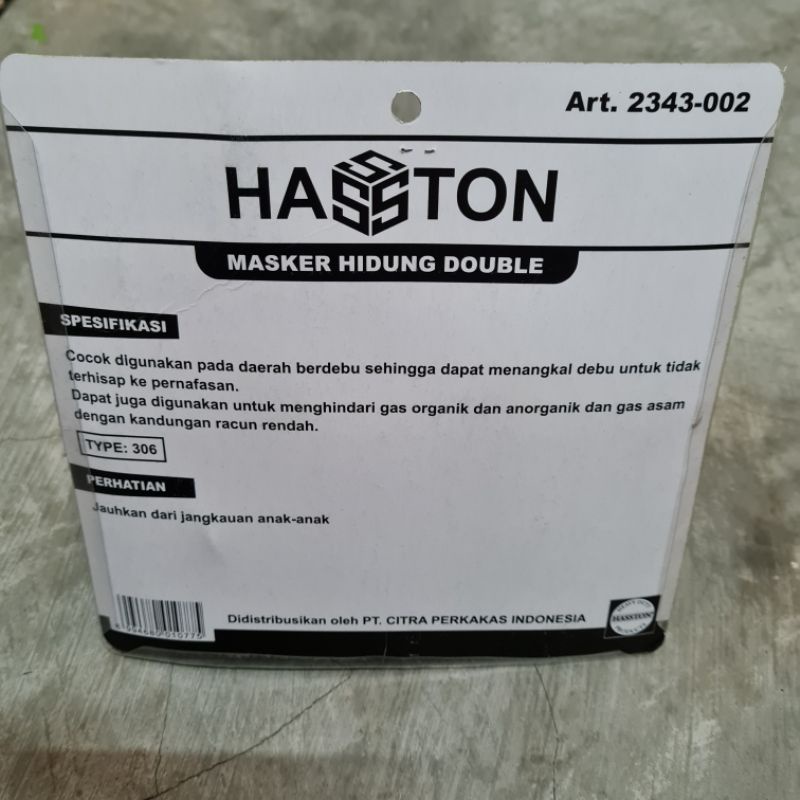 Art. 2343-002
HASSTON
MASKER HIDUNG DOUBLE
SPESIFIKASI
Cocok digunakan pada daerah berdebu sehingga dapat menangkal debu untuk tidak
terhisap ke pernafasan.
Dapat juga digunakan untuk menghindari gas organik dan anorganik dan gas asam
dengan kandungan racun rendah.
TYPE: 306
PERHATIAN
Jauhkan dari jangkauan anak-anak
Didistribusikan oleh PT. CITRA PERKAKAS INDONESIA
HASSTON